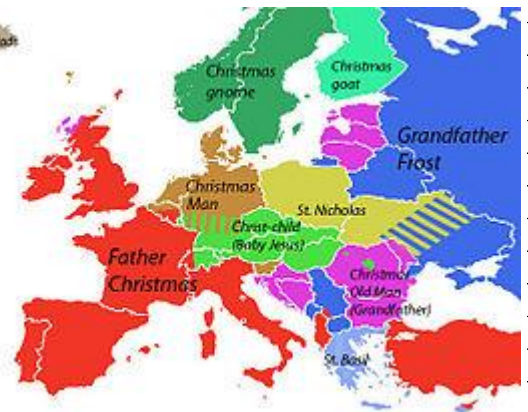 Christmas
gnome
Christmas
goat
Grandfather
Frost
Christmas
Man
St. Nicholas
Christ-child
(Baby Jesus)
Father
Christmas
Christmas
Old Man
(Grandfather)
St. Basil